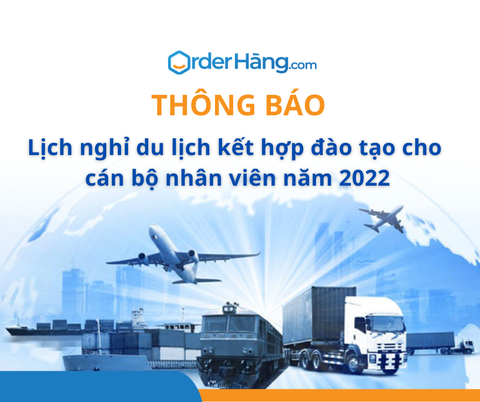 OrderHàng.com
THÔNG BÁO
Lịch nghỉ du lịch kết hợp đào tạo cho
cán bộ nhân viên năm 2022